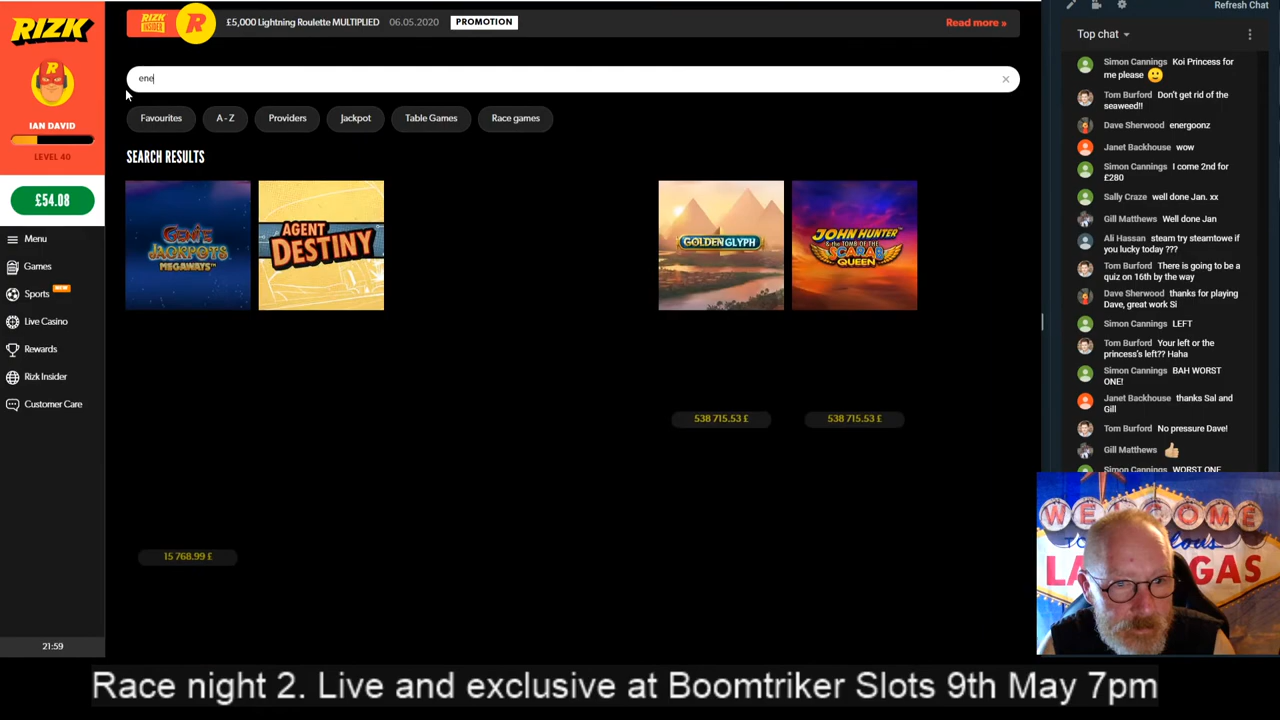 RIZK
RIZK INSIDER
R
£5,000 Lightning Roulette MULTIPLIED
06.05.2020
PROMOTION
Read more »
ene
Favourites
A - Z
Providers
Jackpot
Table Games
Race games
SEARCH RESULTS
IAN DAVID
LEVEL 40
£54.08
Menu
Games
Sports
NEW
Live Casino
Rewards
Rizk Insider
Customer Care
21:59
GENIE JACKPOTS
MEGAWAYS™
AGENT
DESTINY
GOLDEN GLYPH
JOHN HUNTER
& the TOMB OF THE
SCARAB
QUEEN
538 715.53 £
538 715.53 £
15 768.99 £
Refresh Chat
Top chat
Simon Cannings Koi Princess for
me please
Tom Burford Don't get rid of the
seaweed!!
Dave Sherwood energoonz
Janet Backhouse wow
Simon Cannings I come 2nd for
£280
Sally Craze well done Jan. xx
Gill Matthews Well done Jan
Ali Hassan steam try steamtowe if
you lucky today ???
Tom Burford There is going to be a
quiz on 16th by the way
Dave Sherwood thanks for playing
Dave, great work Si
Simon Cannings LEFT
Tom Burford Your left or the
princess's left?? Haha
Simon Cannings BAH WORST
ONE!
Janet Backhouse thanks Sal and
Gill
Tom Burford No pressure Dave!
Gill Matthews
Simon Cannings WORST ONE
WELCOME
Race night 2. Live and exclusive at Boomtriker Slots 9th May 7pm